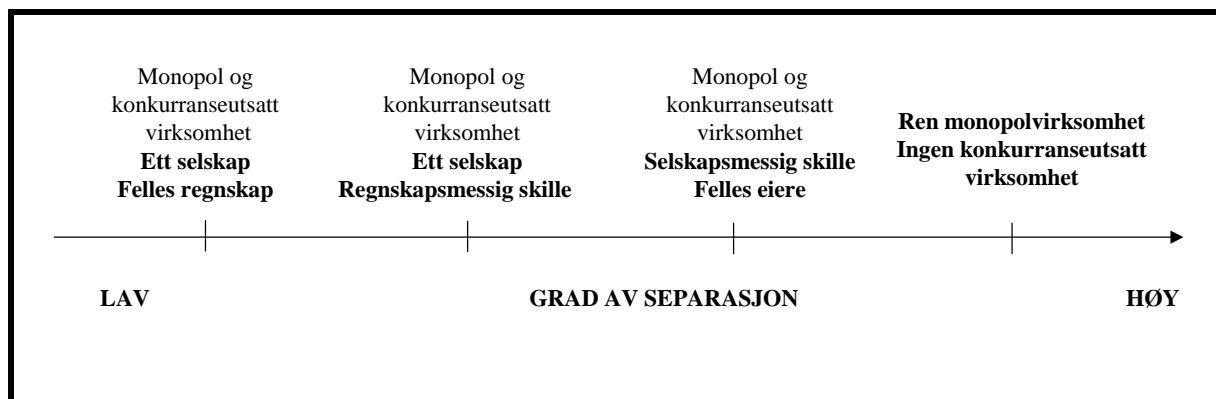 Monopol og
konkurranseutsatt
virksomhet
Ett selskap
Felles regnskap
Monopol og
konkurranseutsatt
virksomhet
Ett selskap
Regnskapsmessig skille
Monopol og
konkurranseutsatt
virksomhet
Selskapsmessig skille
Felles eiere
Ren monopolvirksomhet
Ingen konkurranseutsatt
virksomhet
LAV
GRAD AV SEPARASJON
HØY